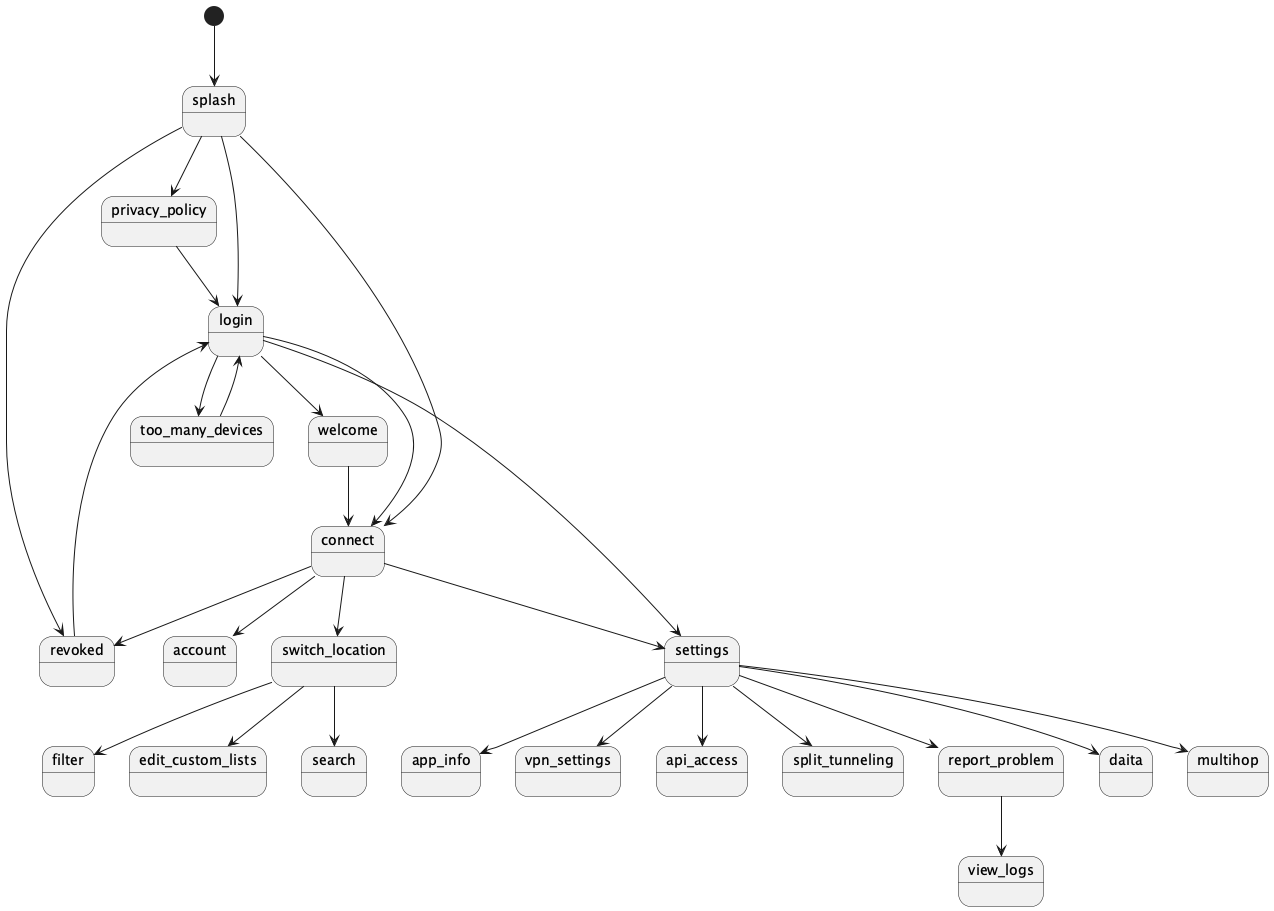 splash
privacy_policy
login
too_many_devices
welcome
connect
revoked
account
switch_location
settings
filter
edit_custom_lists
search
app_info
vpn_settings
api_access
split_tunneling
report_problem
daita
multihop
view_logs